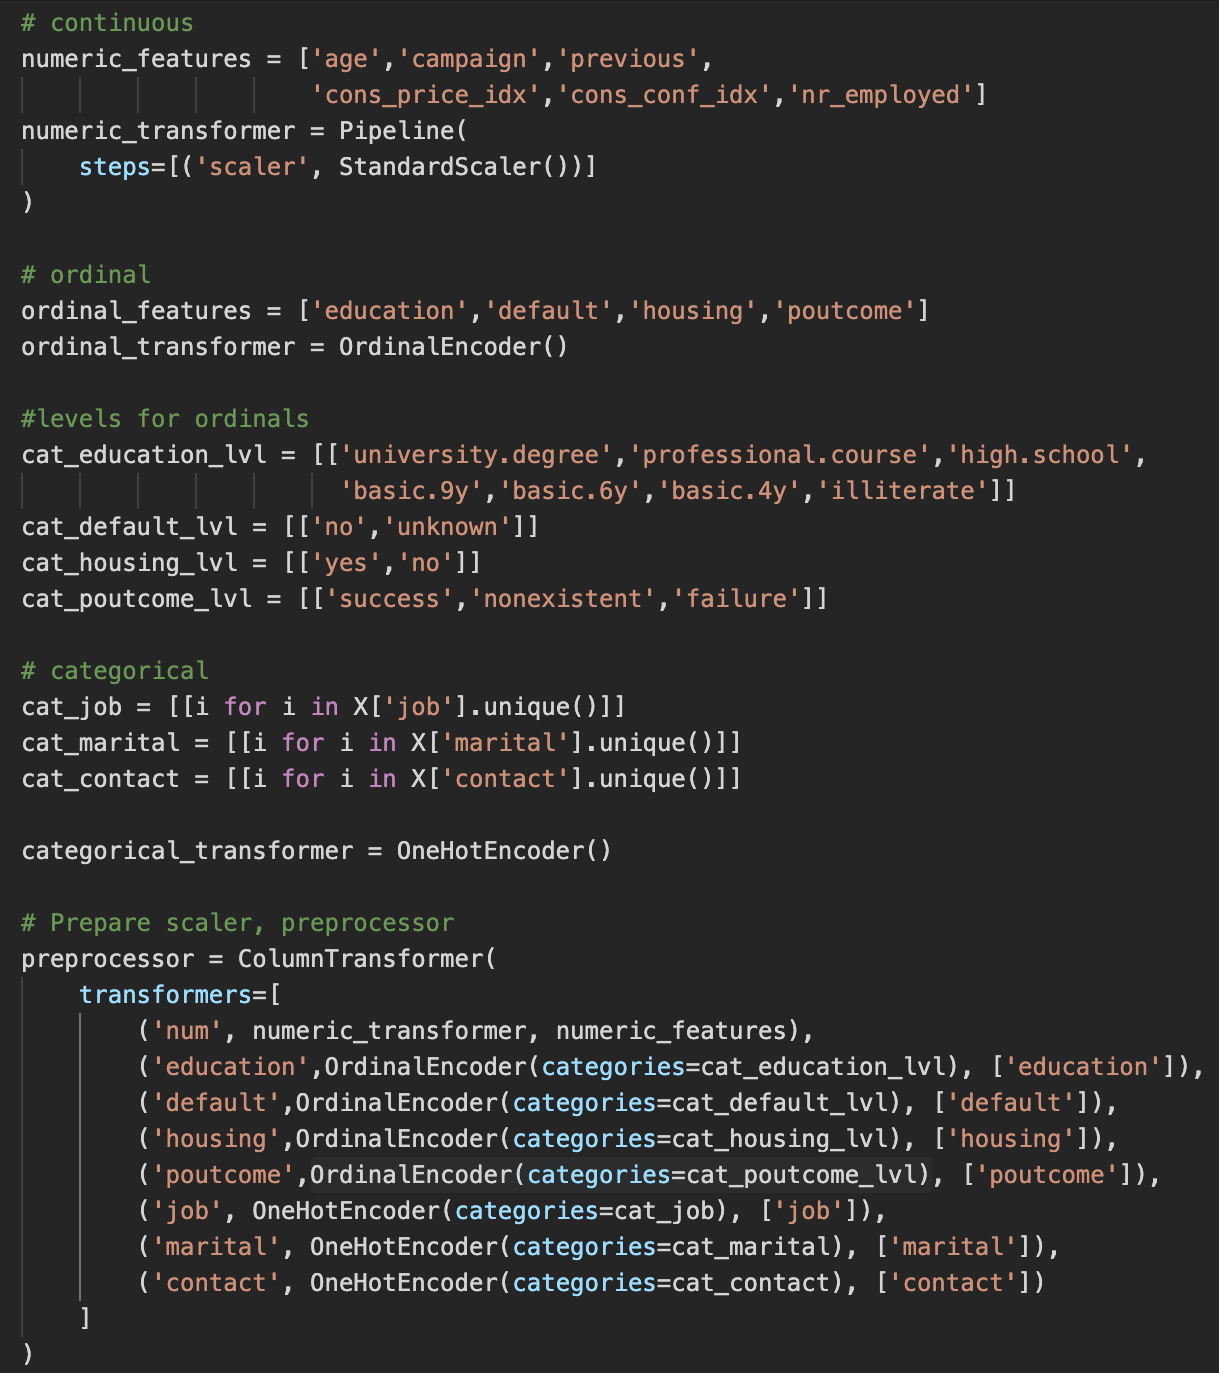 # continuous
numeric_features = ['age','campaign','previous',
                    'cons_price_idx','cons_conf_idx','nr_employed']
numeric_transformer = Pipeline(
    steps=[('scaler', StandardScaler())]
)

# ordinal
ordinal_features = ['education','default','housing','poutcome']
ordinal_transformer = OrdinalEncoder()

#levels for ordinals
cat_education_lvl = [['university.degree','professional.course','high.school',
                      'basic.9y','basic.6y','basic.4y','illiterate']]
cat_default_lvl = [['no','unknown']]
cat_housing_lvl = [['yes','no']]
cat_poutcome_lvl = [['success','nonexistent','failure']]

# categorical
cat_job = [[i for i in X['job'].unique()]]
cat_marital = [[i for i in X['marital'].unique()]]
cat_contact = [[i for i in X['contact'].unique()]]

categorical_transformer = OneHotEncoder()

# Prepare scaler, preprocessor
preprocessor = ColumnTransformer(
    transformers=[
        ('num', numeric_transformer, numeric_features),
        ('education',OrdinalEncoder(categories=cat_education_lvl), ['education']),
        ('default',OrdinalEncoder(categories=cat_default_lvl), ['default']),
        ('housing',OrdinalEncoder(categories=cat_housing_lvl), ['housing']),
        ('poutcome',OrdinalEncoder(categories=cat_poutcome_lvl), ['poutcome']),
        ('job', OneHotEncoder(categories=cat_job), ['job']),
        ('marital', OneHotEncoder(categories=cat_marital), ['marital']),
        ('contact', OneHotEncoder(categories=cat_contact), ['contact'])
    ]
)